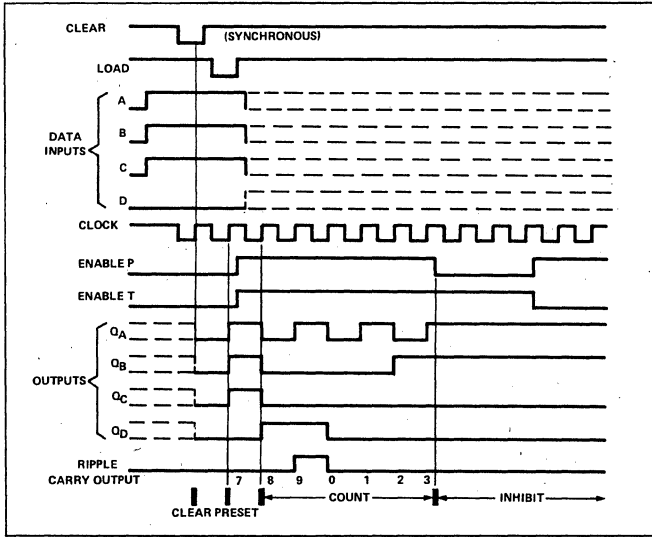 CLEAR
(SYNCHRONOUS)
LOAD
DATA
INPUTS
A
B
C
D
CLOCK
ENABLE P
ENABLE T
OUTPUTS
QA
QB
QC
QD
RIPPLE
CARRY OUTPUT
7 8 9 0 1 2 3
CLEAR PRESET
COUNT
INHIBIT